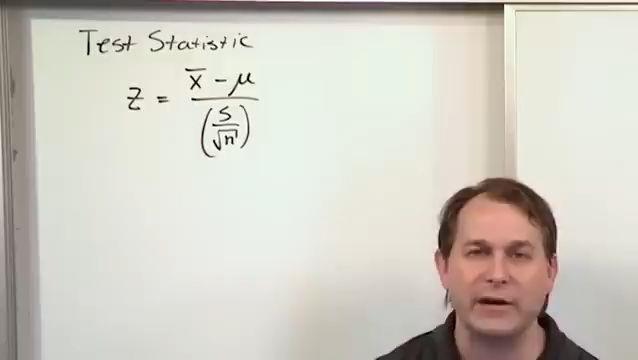 Test Statistic
z = (x̄ - μ) / (s/√n)